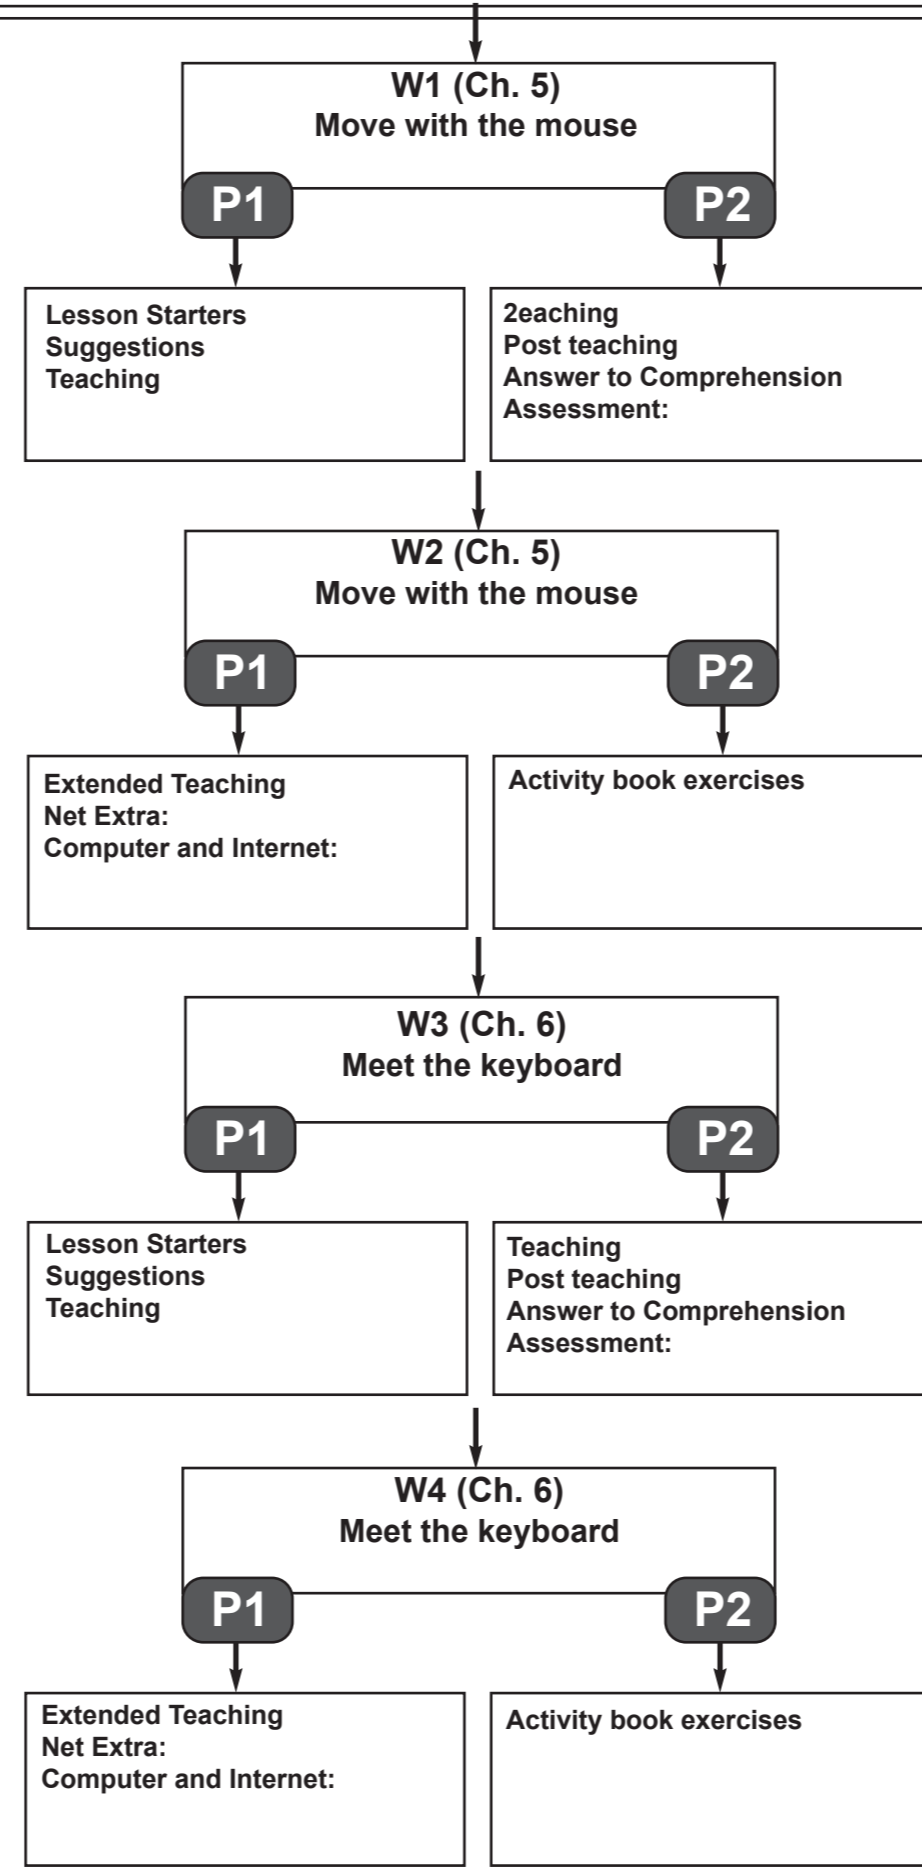 W1 (Ch. 5)
Move with the mouse
P1
P2
Lesson Starters
Suggestions
Teaching
2eaching
Post teaching
Answer to Comprehension
Assessment:
W2 (Ch. 5)
Move with the mouse
P1
P2
Extended Teaching
Net Extra:
Computer and Internet:
Activity book exercises
W3 (Ch. 6)
Meet the keyboard
P1
P2
Lesson Starters
Suggestions
Teaching
Teaching
Post teaching
Answer to Comprehension
Assessment:
W4 (Ch. 6)
Meet the keyboard
P1
P2
Extended Teaching
Net Extra:
Computer and Internet:
Activity book exercises